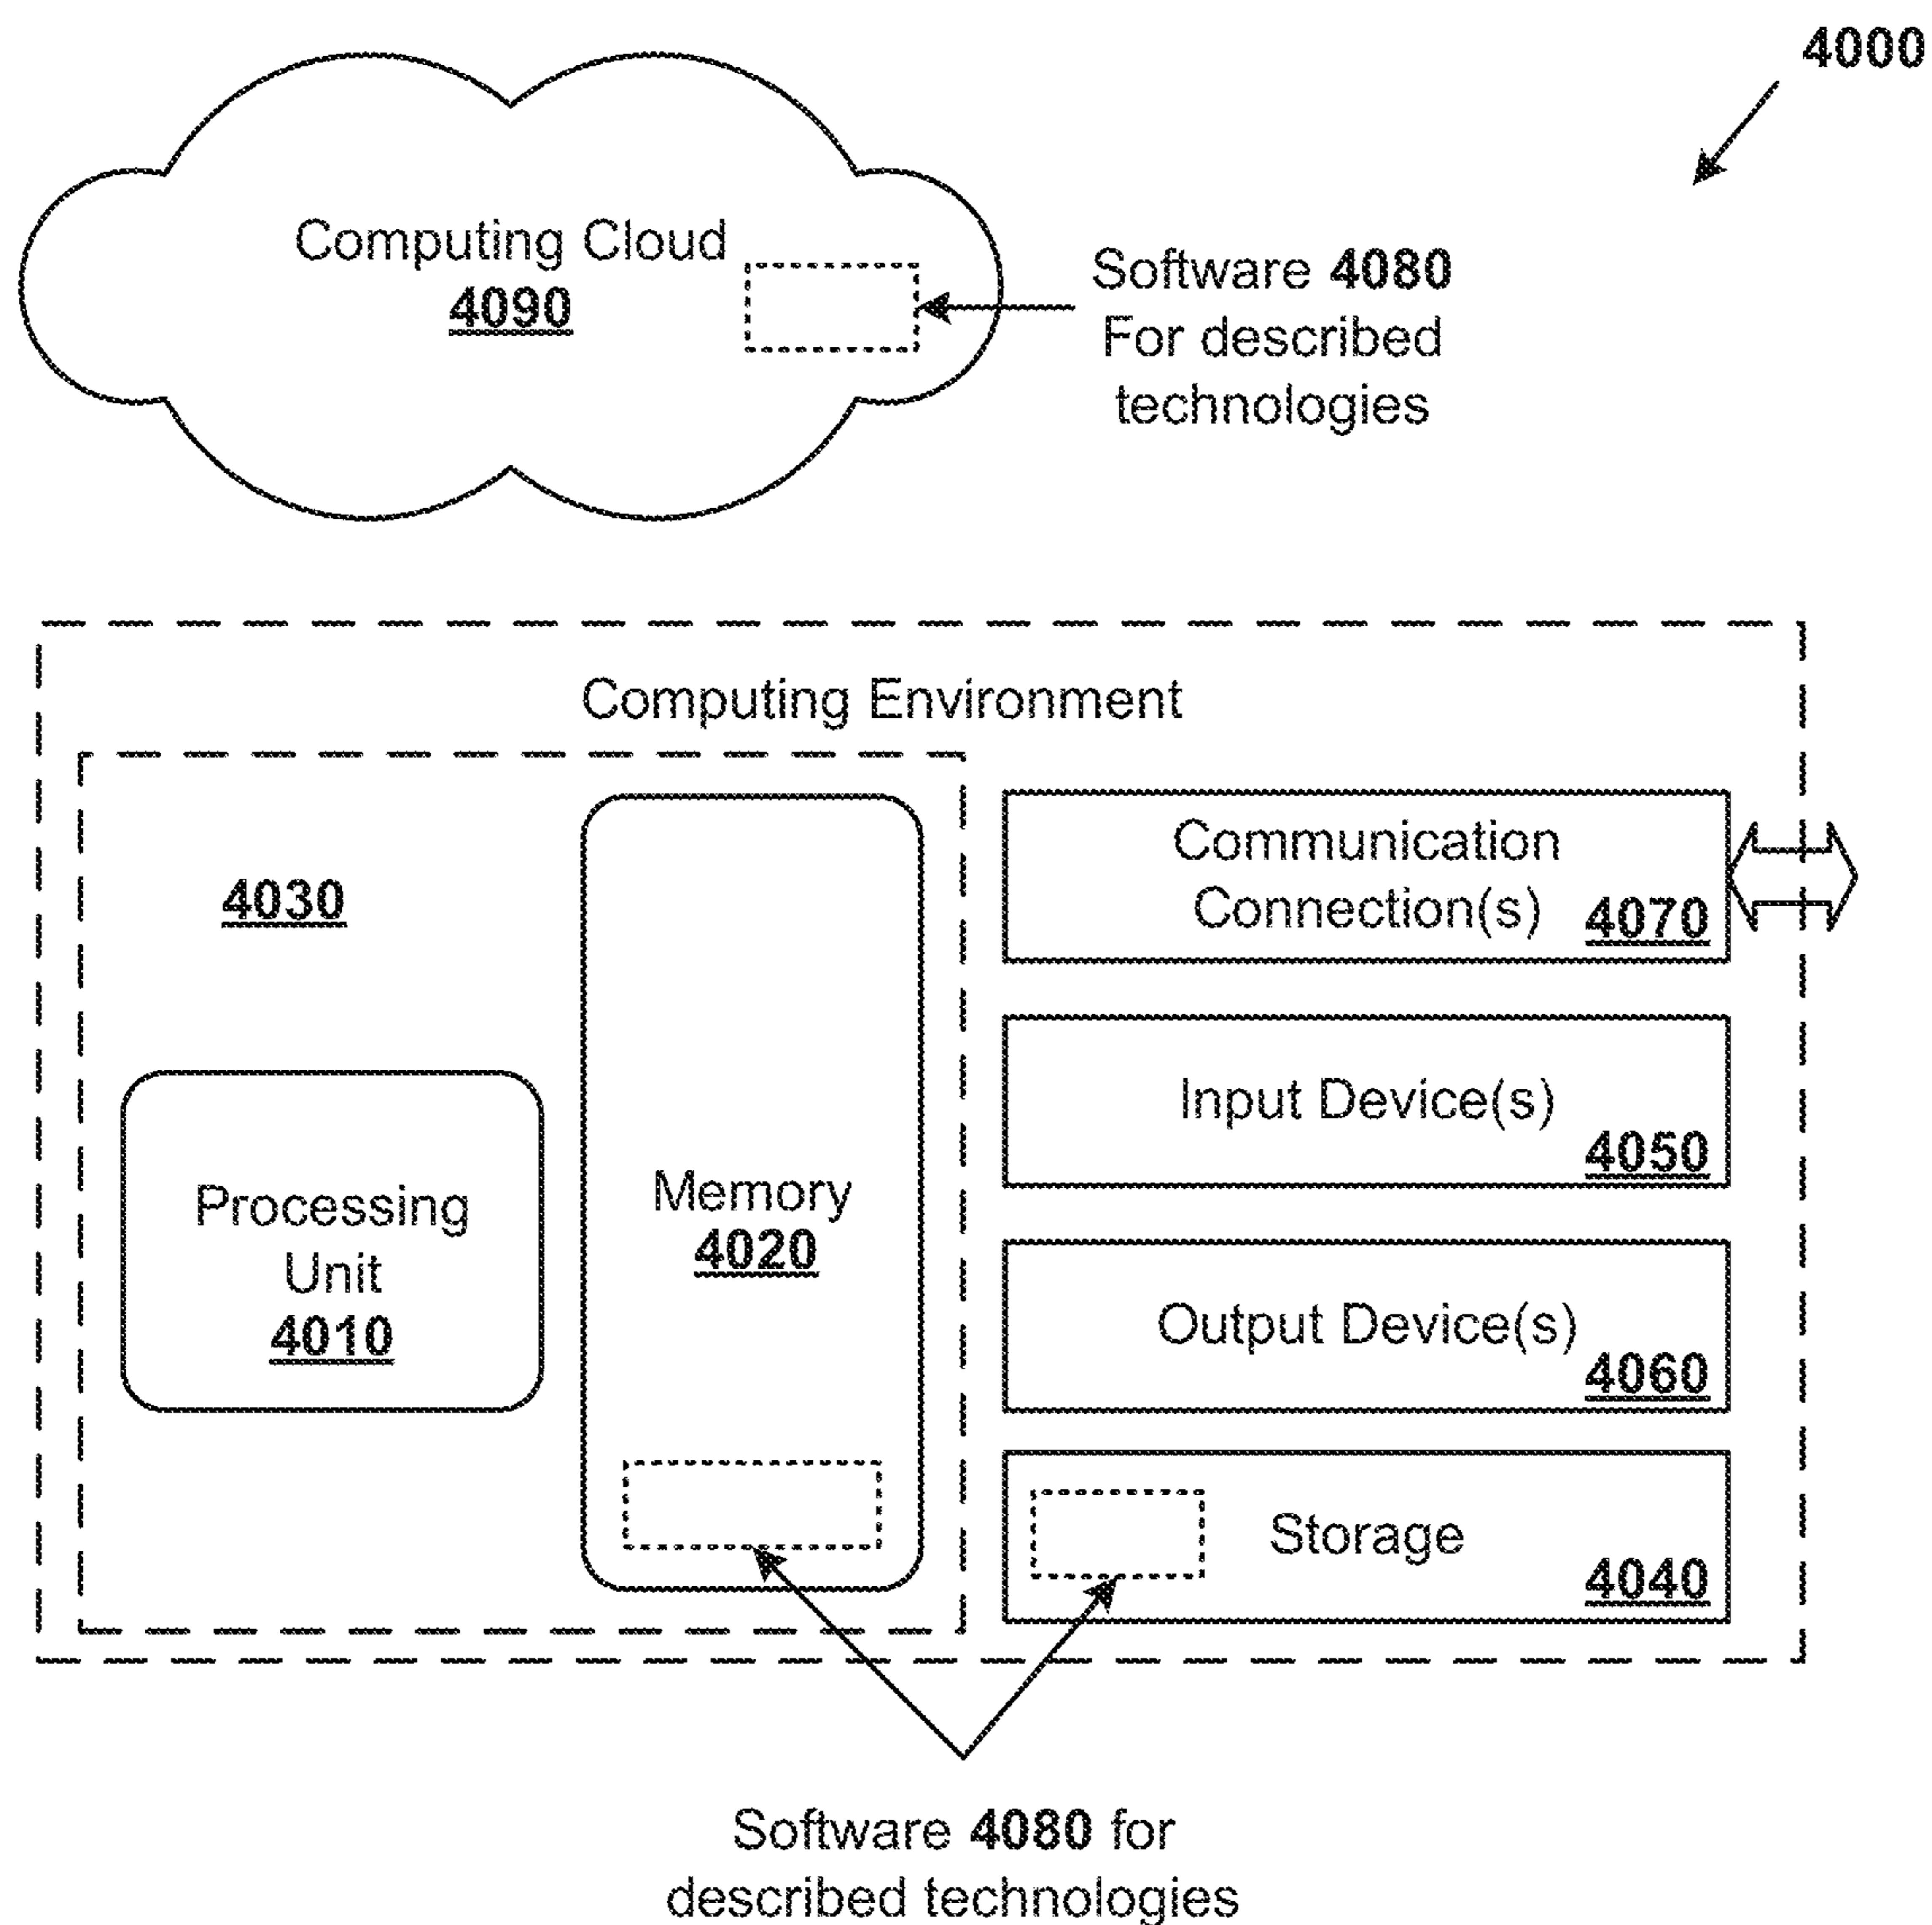 4000
Computing Cloud
4090
Software 4080
For described
technologies
Computing Environment
4030
Processing
Unit
4010
Memory
4020
Communication
Connection(s) 4070
Input Device(s)
4050
Output Device(s)
4060
Storage
4040
Software 4080 for
described technologies